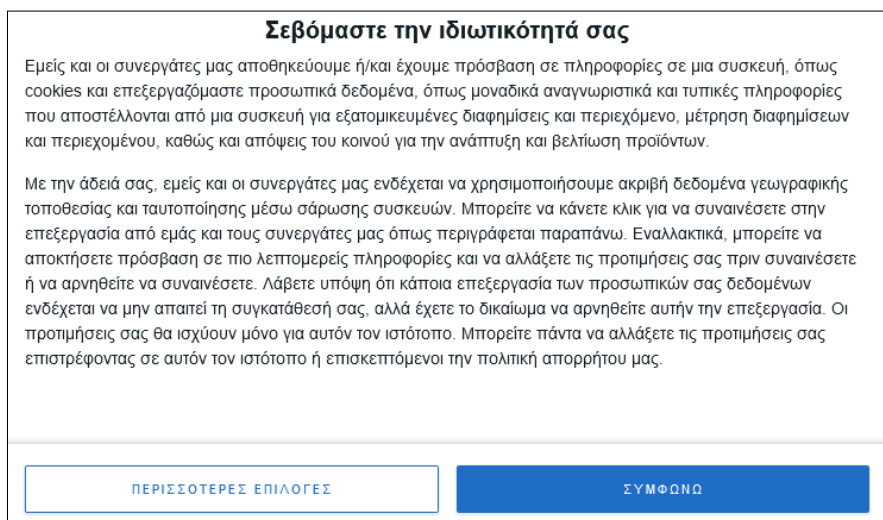 Σεβόμαστε την ιδιωτικότητά σας
Εμείς και οι συνεργάτες μας αποθηκεύουμε ή/και έχουμε πρόσβαση σε πληροφορίες σε μια συσκευή, όπως
cookies και επεξεργαζόμαστε προσωπικά δεδομένα, όπως μοναδικά αναγνωριστικά και τυπικές πληροφορίες
που αποστέλλονται από μια συσκευή για εξατομικευμένες διαφημίσεις και περιεχόμενο, μέτρηση διαφημίσεων
και περιεχομένου, καθώς και απόψεις του κοινού για την ανάπτυξη και βελτίωση προϊόντων.
Με την άδειά σας, εμείς και οι συνεργάτες μας ενδέχεται να χρησιμοποιήσουμε ακριβή δεδομένα γεωγραφικής
τοποθεσίας και ταυτοποίησης μέσω σάρωσης συσκευών. Μπορείτε να κάνετε κλικ για να συναινέσετε στην
επεξεργασία από εμάς και τους συνεργάτες μας όπως περιγράφεται παραπάνω. Εναλλακτικά, μπορείτε να
αποκτήσετε πρόσβαση σε πιο λεπτομερείς πληροφορίες και να αλλάξετε τις προτιμήσεις σας πριν συναινέσετε
ή να αρνηθείτε να συναινέσετε. Λάβετε υπόψη ότι κάποια επεξεργασία των προσωπικών σας δεδομένων
ενδέχεται να μην απαιτεί τη συγκατάθεσή σας, αλλά έχετε το δικαίωμα να αρνηθείτε αυτήν την επεξεργασία. Οι
προτιμήσεις σας θα ισχύουν μόνο για αυτόν τον ιστότοπο. Μπορείτε πάντα να αλλάξετε τις προτιμήσεις σας
επιστρέφοντας σε αυτόν τον ιστότοπο ή επισκεπτόμενοι την πολιτική απορρήτου μας.
ΠΕΡΙΣΣΟΤΕΡΕΣ ΕΠΙΛΟΓΕΣ
ΣΥΜΦΩΝΩ